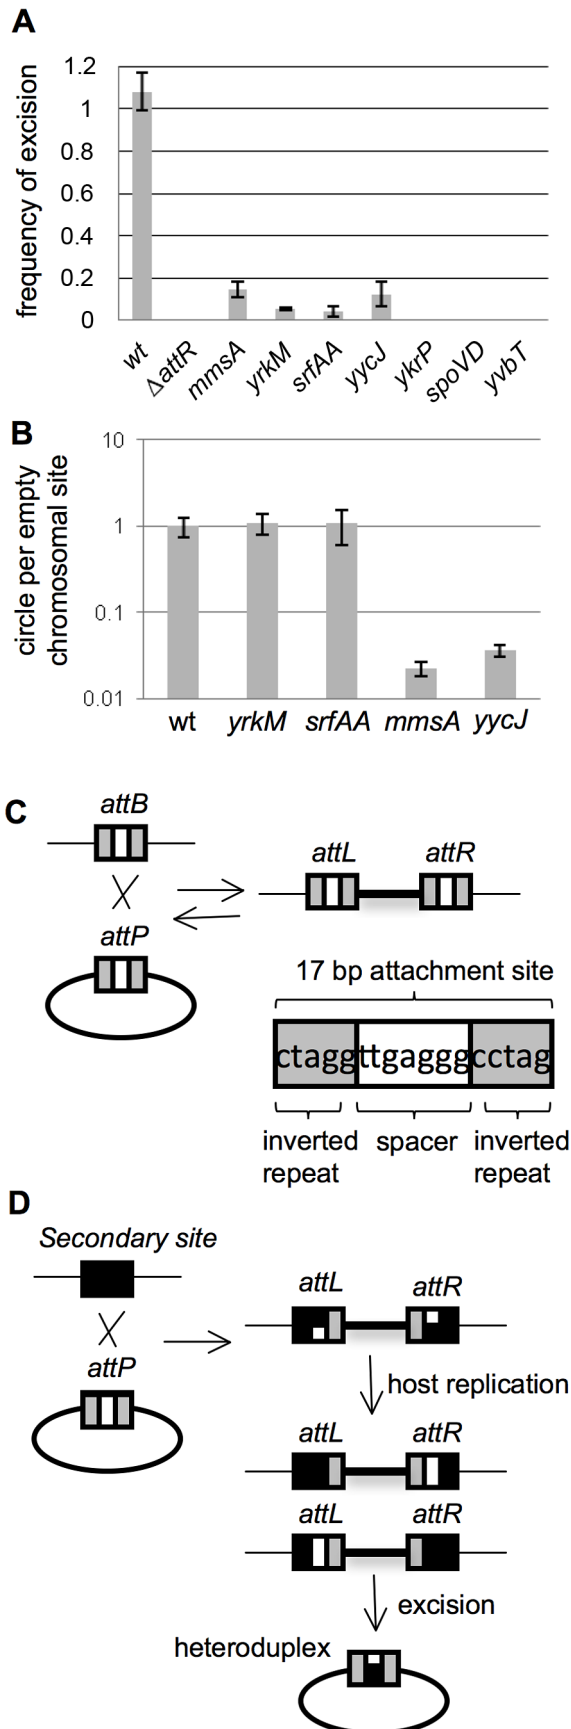 A
frequency of excision
1.2
1
0.8
0.6
0.4
0.2
0
wt
ΔattR
mmsA
yrkM
srfAA
yycJ
ykrP
spoVD
yvbT
B
circle per empty
chromosomal site
10
1
0.1
0.01
wt
yrkM
srfAA
mmsA
yycJ
C
attB
attL
attR
attP
17 bp attachment site
ctaggttgagggcctag
inverted
repeat
spacer
inverted
repeat
D
Secondary site
attL
attR
attP
host replication
attL
attR
attL
attR
excision
heteroduplex